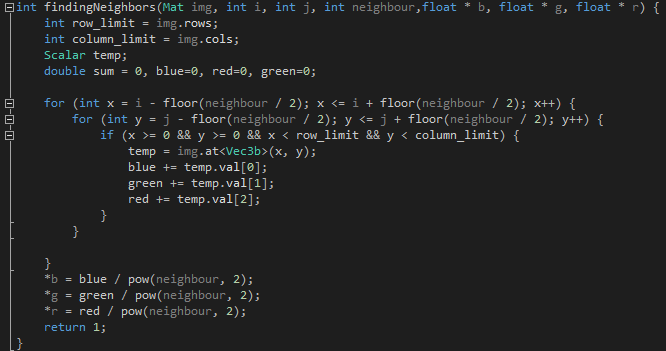 int findingNeighbors(Mat img, int i, int j, int neighbour,float * b, float * g, float * r) {
int row_limit = img.rows;
int column_limit = img.cols;
Scalar temp;
double sum = 0, blue=0, red=0, green=0;
for (int x = i - floor(neighbour / 2); x <= i + floor(neighbour / 2); x++) {
for (int y = j - floor(neighbour / 2); y <= j + floor(neighbour / 2); y++) {
if (x >= 0 && y >= 0 && x < row_limit && y < column_limit) {
temp = img.at<Vec3b>(x, y);
blue += temp.val[0];
green += temp.val[1];
red += temp.val[2];
}
}
}
*b = blue / pow(neighbour, 2);
*g = green / pow(neighbour, 2);
*r = red / pow(neighbour, 2);
return 1;
}